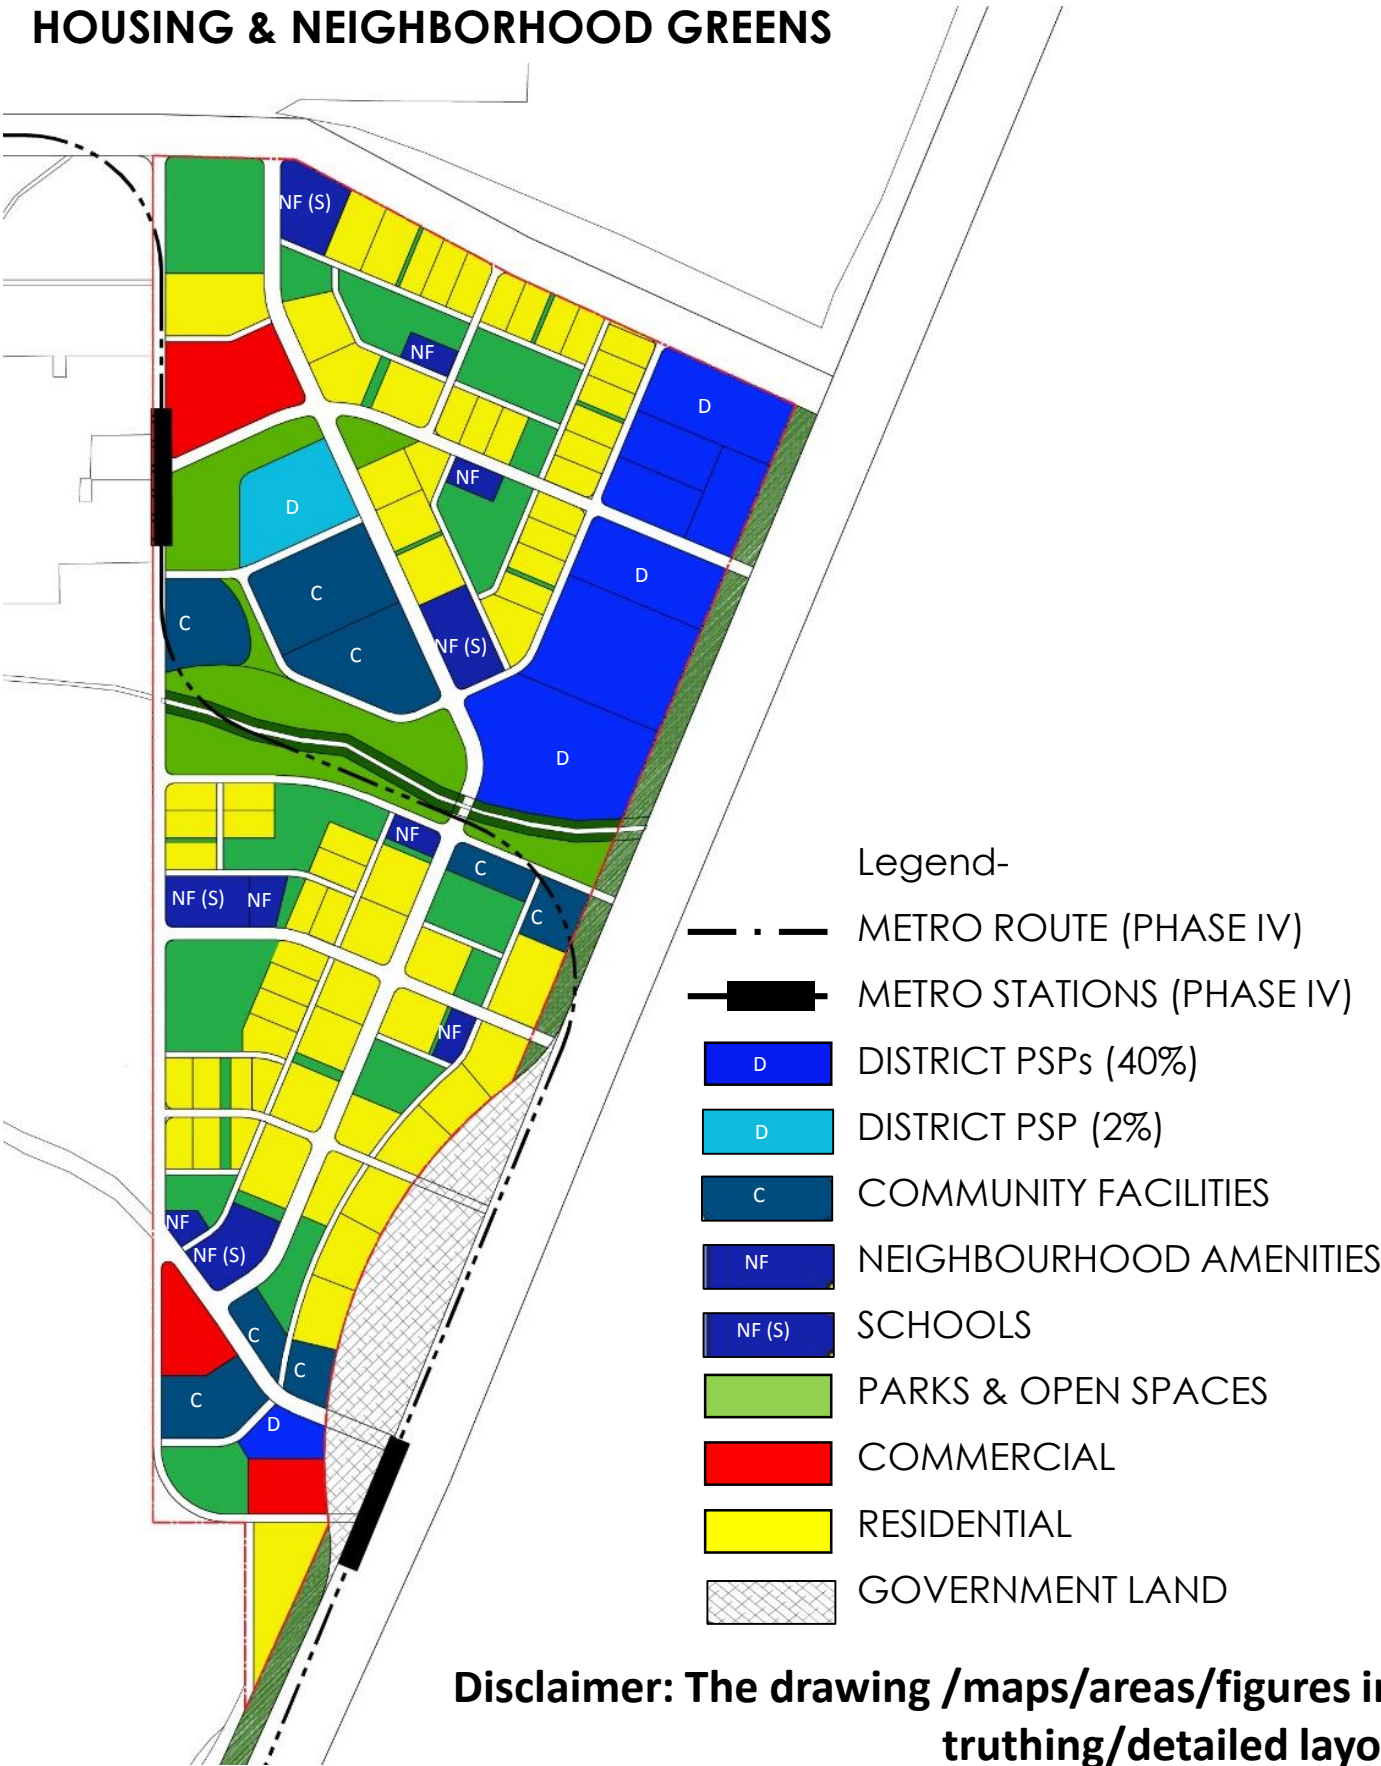 HOUSING & NEIGHBORHOOD GREENS
NF (S)
NF
D
NF
D
D
C
C
C
NF (S)
D
NF
C
NF (S) NF
C
NF
NF
NF (S)
C
C
C
D
Legend-
METRO ROUTE (PHASE IV)
METRO STATIONS (PHASE IV)
D DISTRICT PSPs (40%)
D DISTRICT PSP (2%)
C COMMUNITY FACILITIES
NF NEIGHBOURHOOD AMENITIES
NF (S) SCHOOLS
PARKS & OPEN SPACES
COMMERCIAL
RESIDENTIAL
GOVERNMENT LAND
Disclaimer: The drawing /maps/areas/figures
truthing/detailed